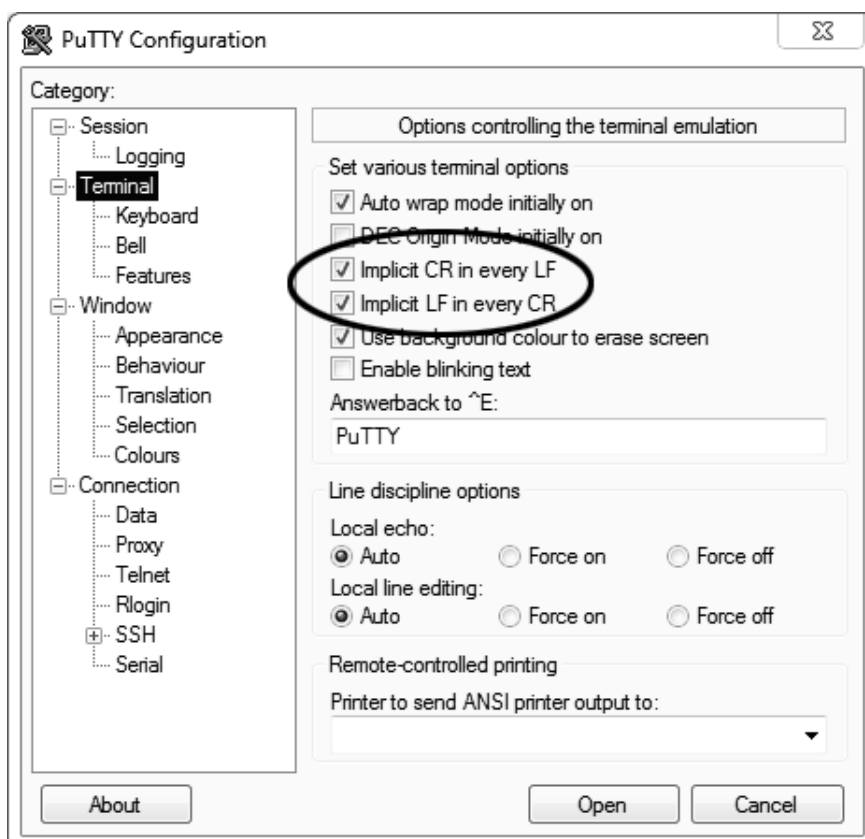 PuTTY Configuration
Category:
Session
Logging
Terminal
Keyboard
Bell
Features
Window
Appearance
Behaviour
Translation
Selection
Colours
Connection
Data
Proxy
Telnet
Rlogin
SSH
Serial
Options controlling the terminal emulation
Set various terminal options
Auto wrap mode initially on
DEC Origin Mode initially on
Implicit CR in every LF
Implicit LF in every CR
Use background colour to erase screen
Enable blinking text
Answerback to ^E:
PuTTY
Line discipline options
Local echo:
Auto Force on Force off
Local line editing:
Auto Force on Force off
Remote-controlled printing
Printer to send ANSI printer output to:
About Open Cancel